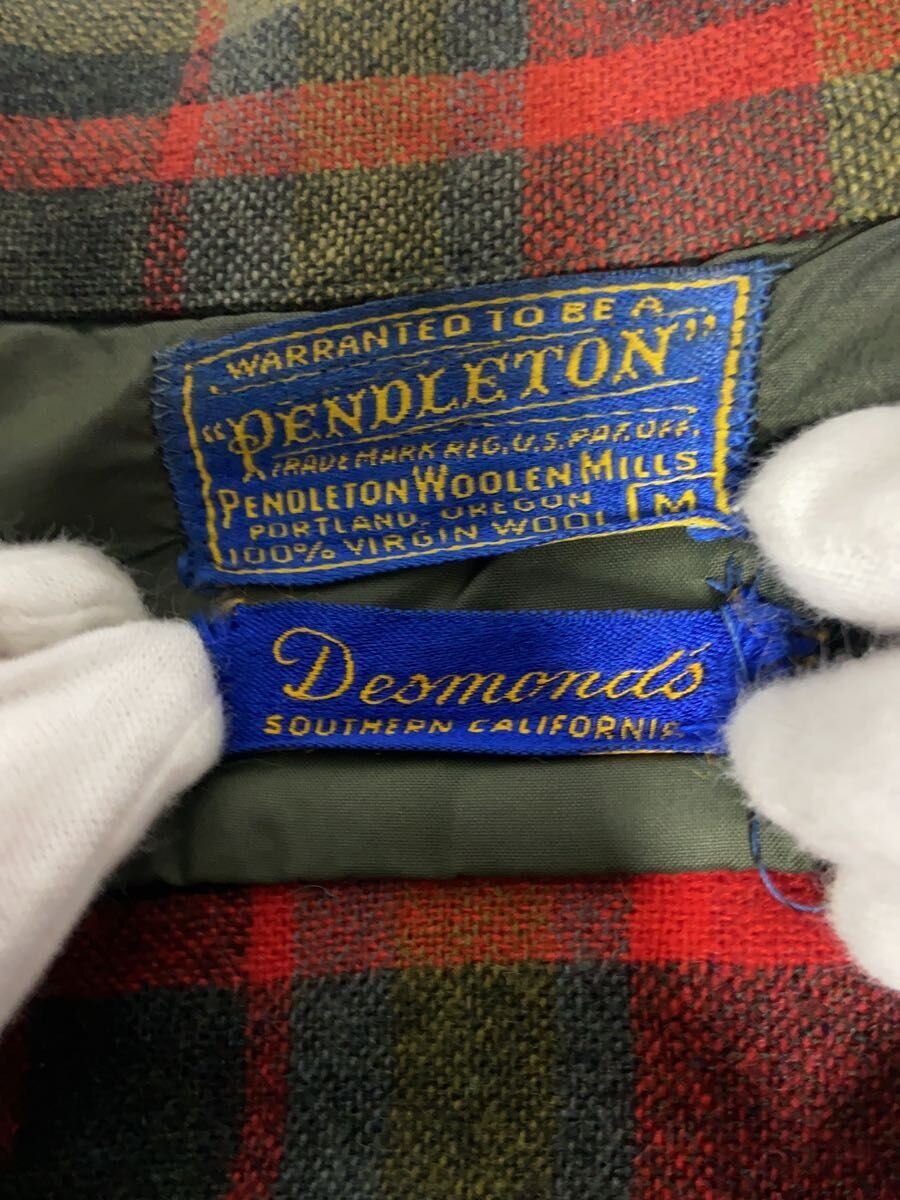 WARRANTED TO BE A
"PENDLETON"
TRADE MARK REG. U.S. PAT. OFF.
PENDLETON WOOLEN MILLS
PORTLAND, OREGON
100% VIRGIN WOOL
M
Desmond's
SOUTHERN CALIFORNIA